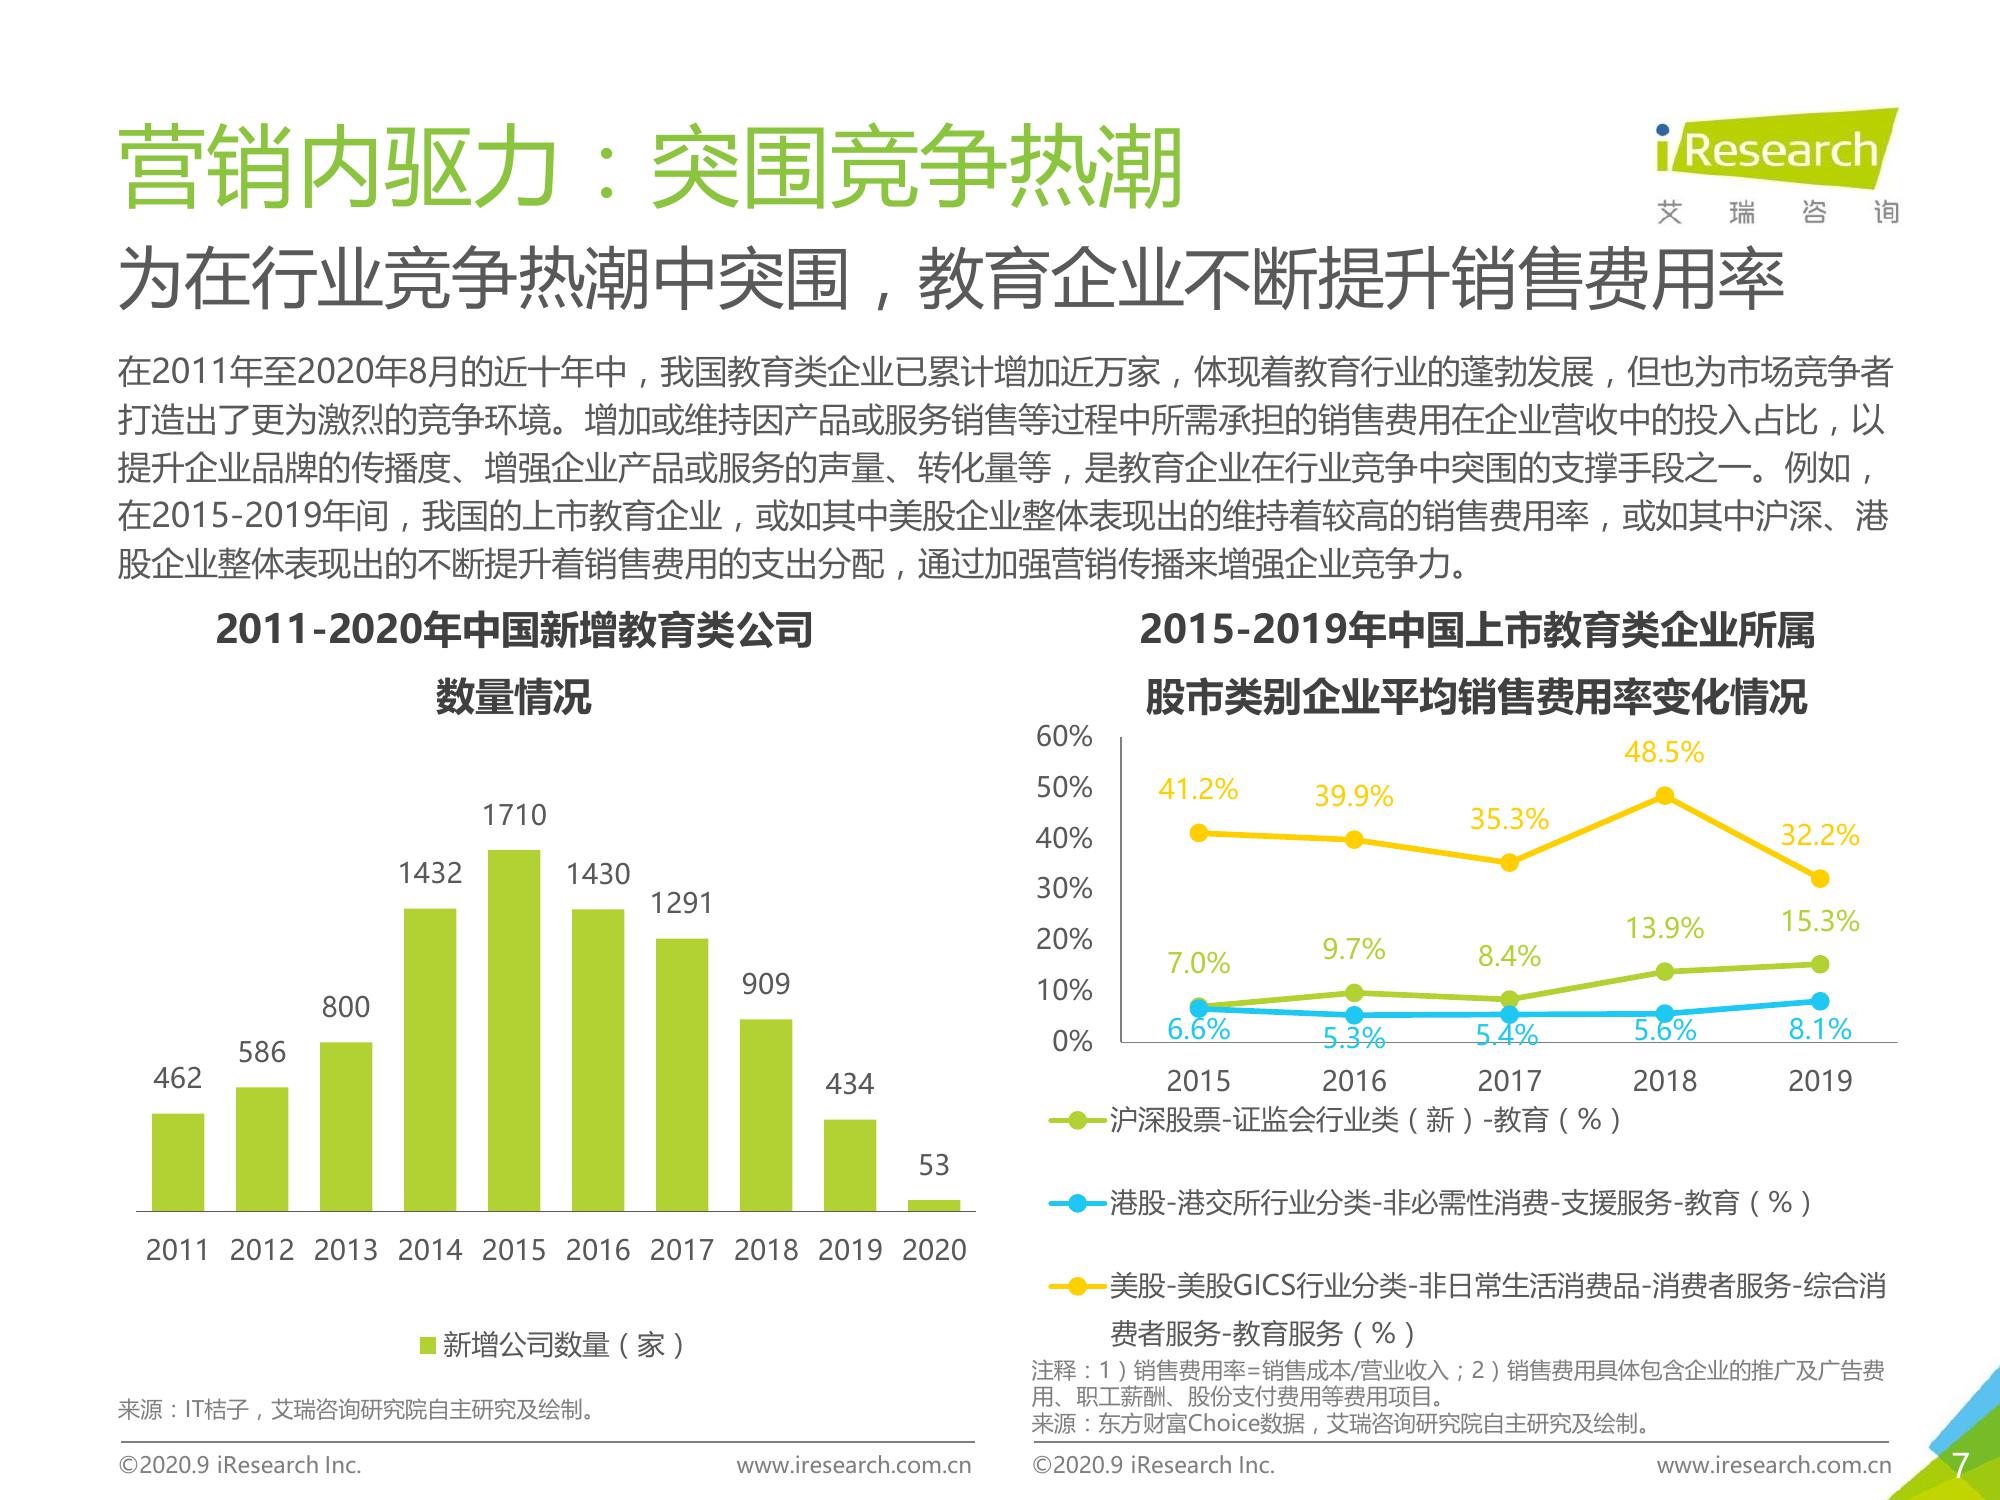 营销内驱力：突围竞争热潮
iResearch
艾瑞咨询
为在行业竞争热潮中突围，教育企业不断提升销售费用率
在2011年至2020年8月的近十年中，我国教育类企业已累计增加近万家，体现着教育行业的蓬勃发展，但也为市场竞争者
打造出了更为激烈的竞争环境。增加或维持因产品或服务销售等过程中所需承担的销售费用在企业营收中的投入占比，以
提升企业品牌的传播度、增强企业产品或服务的声量、转化量等，是教育企业在行业竞争中突围的支撑手段之一。例如，
在2015-2019年间，我国的上市教育企业，或如其中美股企业整体表现出的维持着较高的销售费用率，或如其中沪深、港
股企业整体表现出的不断提升着销售费用的支出分配，通过加强营销传播来增强企业竞争力。
2011-2020年中国新增教育类公司
数量情况
462 586 800 1432 1710 1430 1291 909 434 53
2011 2012 2013 2014 2015 2016 2017 2018 2019 2020
新增公司数量（家）
来源：IT桔子，艾瑞咨询研究院自主研究及绘制。
©2020.9 iResearch Inc.
www.iresearch.com.cn
2015-2019年中国上市教育类企业所属
股市类别企业平均销售费用率变化情况
60%
50%
40%
30%
20%
10%
0%
41.2% 39.9% 35.3% 48.5% 32.2%
7.0% 9.7% 8.4% 13.9% 15.3%
6.6% 5.3% 5.4% 5.6% 8.1%
2015 2016 2017 2018 2019
沪深股票-证监会行业类（新）-教育（%）
港股-港交所行业分类-非必需性消费-支援服务-教育（%）
美股-美股GICS行业分类-非日常生活消费品-消费者服务-综合消
费者服务-教育服务（%）
注释：1）销售费用率=销售成本/营业收入；2）销售费用具体包含企业的推广及广告费
用、职工薪酬、股份支付费用等费用项目。
来源：东方财富Choice数据，艾瑞咨询研究院自主研究及绘制。
©2020.9 iResearch Inc.
www.iresearch.com.cn
7